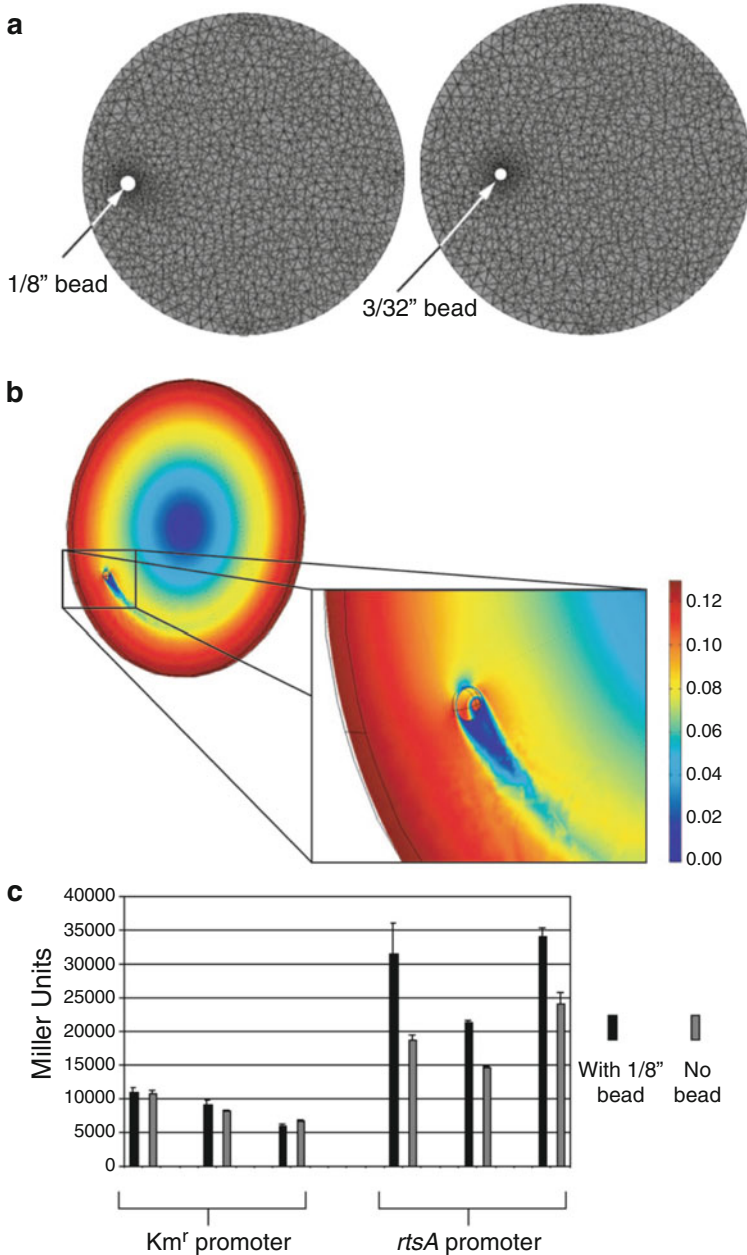 a
1/8” bead
3/32” bead
b
0.12
0.10
0.08
0.06
0.04
0.02
0.00
c
Miller Units
40000
35000
30000
25000
20000
15000
10000
5000
0
With 1/8” bead
No bead
Kmʳ promoter
rtsA promoter